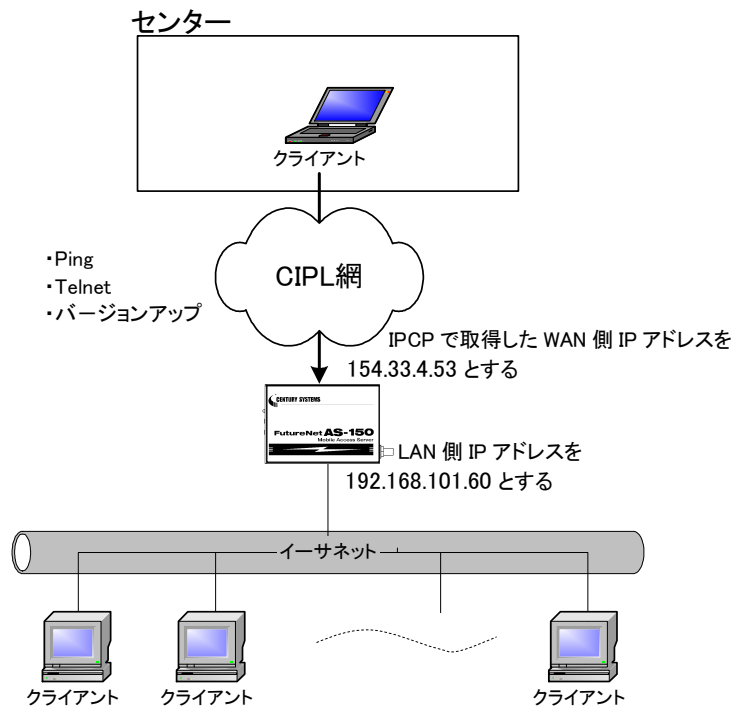 センター
クライアント
CIPL網
・Ping
・Telnet
・バージョンアップ
IPCP で取得した WAN 側 IP アドレスを
154.33.4.53 とする
CENTURY SYSTEMS
FutureNet AS-150
Mobile Access Server
LAN 側 IP アドレスを
192.168.101.60 とする
イーサネット
クライアント
クライアント
クライアント